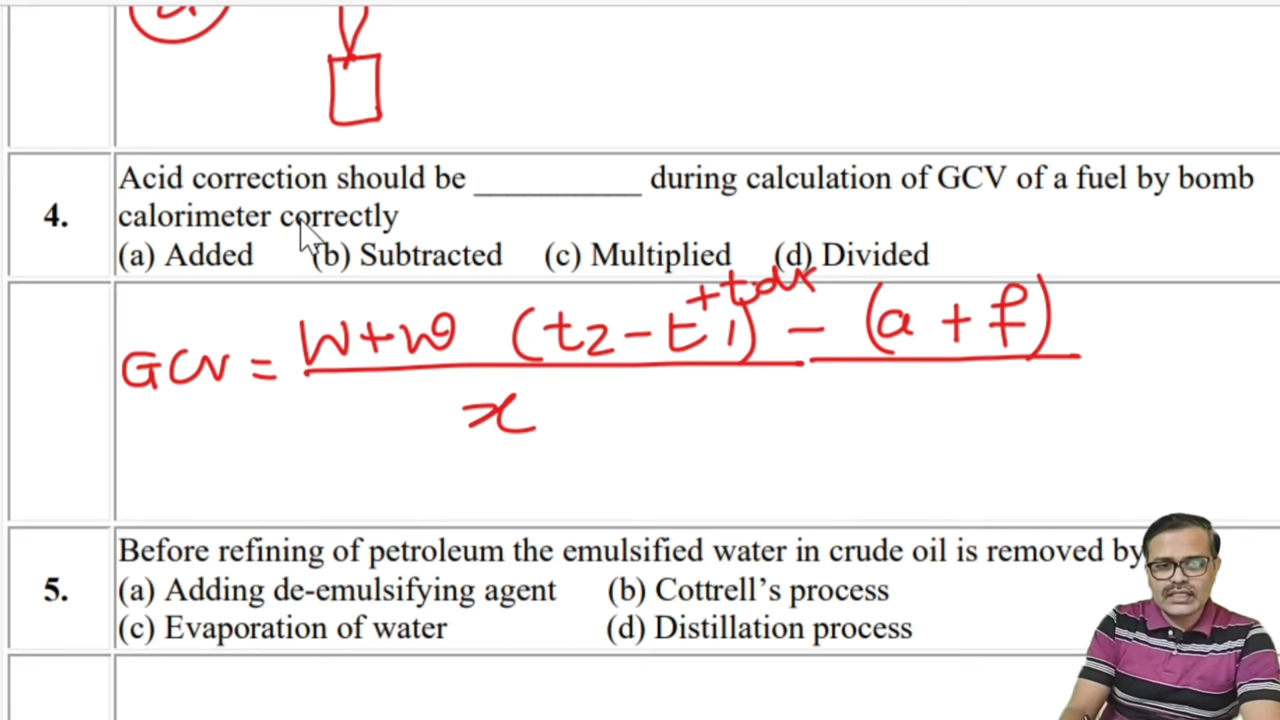 4.
Acid correction should be ___________ during calculation of GCV of a fuel by bomb
calorimeter correctly
(a) Added (b) Subtracted (c) Multiplied (d) Divided
+tdk
GCV = W+w (t2-t1) - (a + f)
x
5.
Before refining of petroleum the emulsified water in crude oil is removed by
(a) Adding de-emulsifying agent (b) Cottrell’s process
(c) Evaporation of water (d) Distillation process